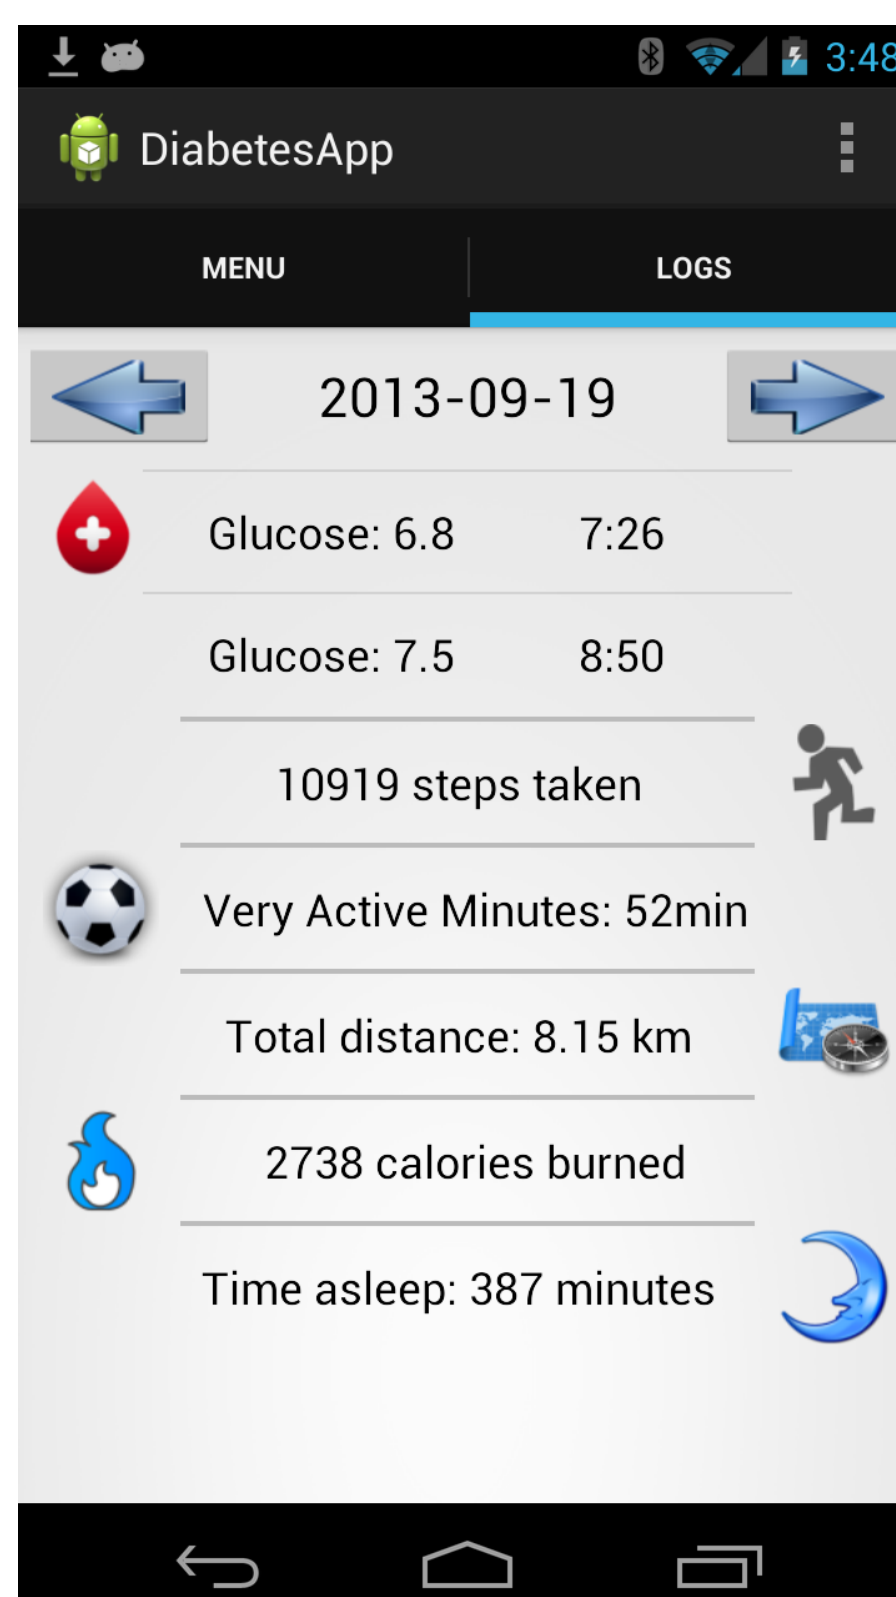 3:48
DiabetesApp
MENU LOGS
2013-09-19
Glucose: 6.8 7:26
Glucose: 7.5 8:50
10919 steps taken
Very Active Minutes: 52min
Total distance: 8.15 km
2738 calories burned
Time asleep: 387 minutes